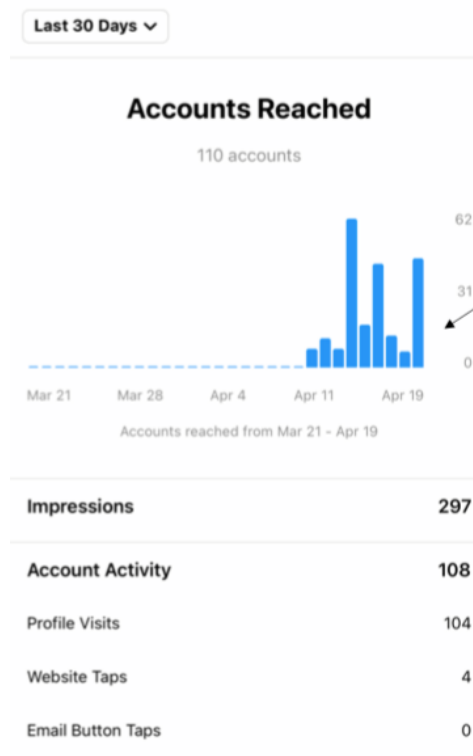 Last 30 Days
Accounts Reached
110 accounts
62
31
0
Mar 21 Mar 28 Apr 4 Apr 11 Apr 19
Accounts reached from Mar 21 - Apr 19
Impressions 297
Account Activity 108
Profile Visits 104
Website Taps 4
Email Button Taps 0